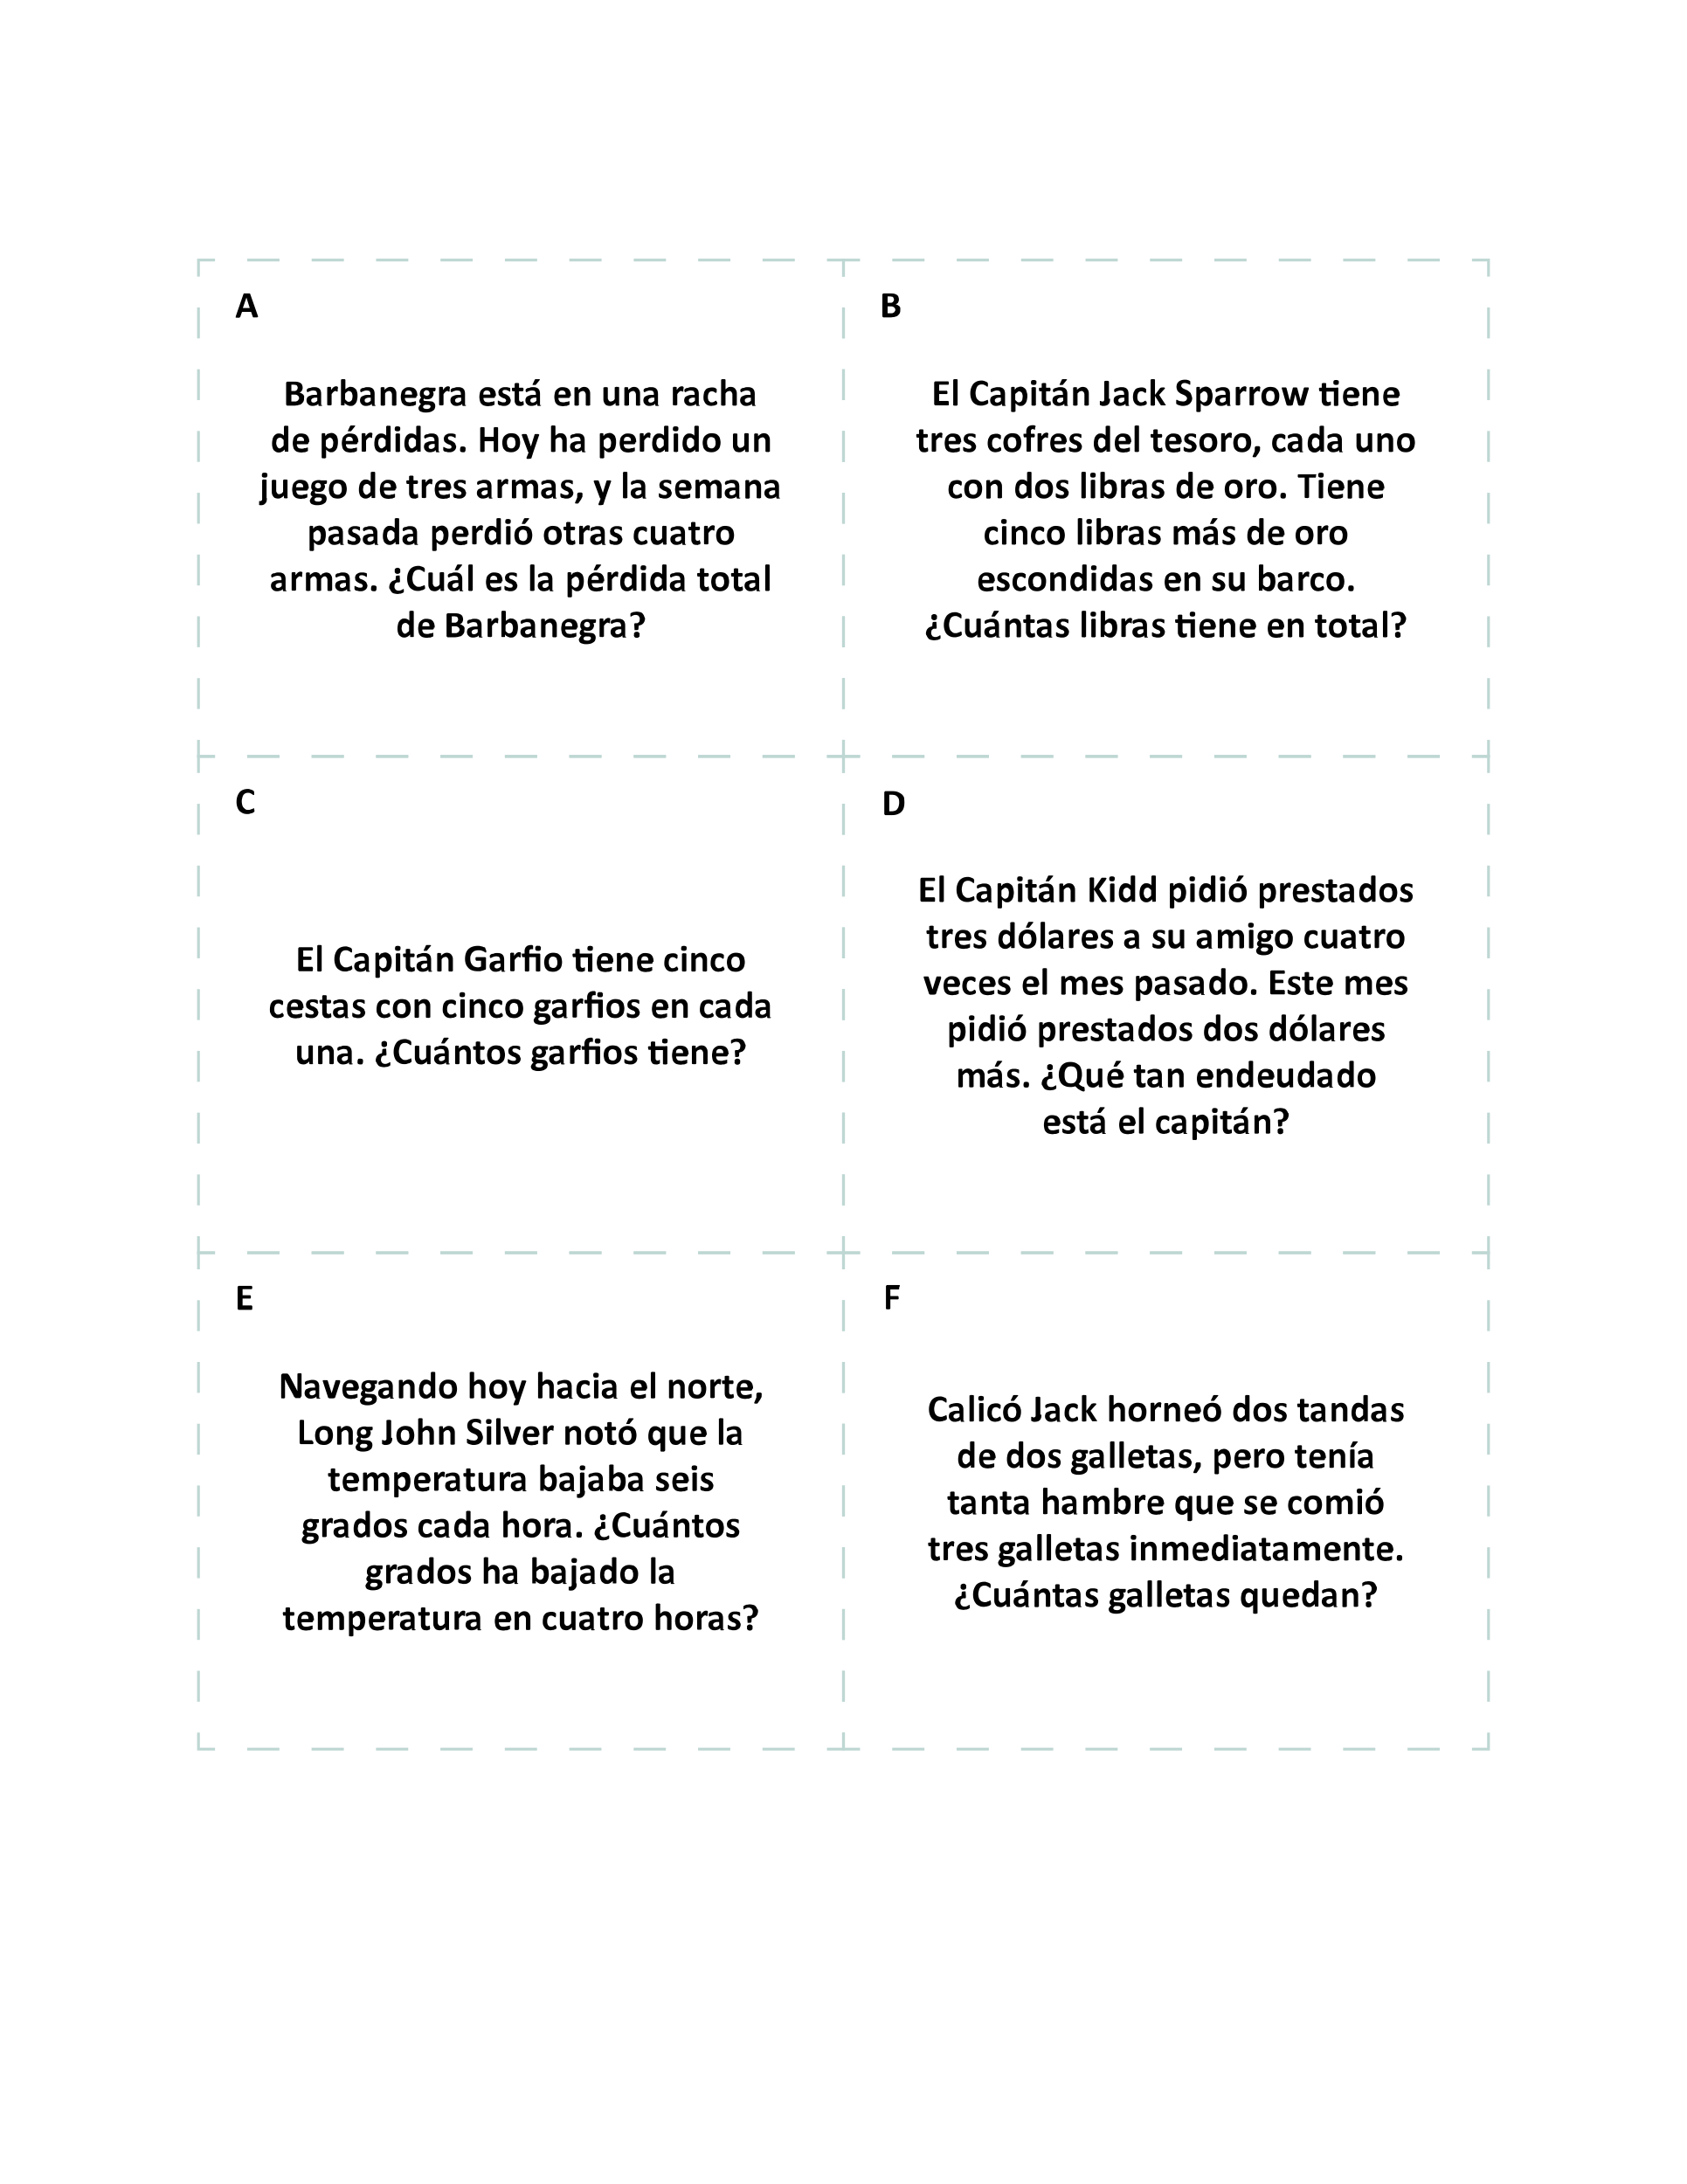 A
Barbanegra está en una racha
de pérdidas. Hoy ha perdido un
juego de tres armas, y la semana
pasada perdió otras cuatro
armas. ¿Cuál es la pérdida total
de Barbanegra?
B
El Capitán Jack Sparrow tiene
tres cofres del tesoro, cada uno
con dos libras de oro. Tiene
cinco libras más de oro
escondidas en su barco.
¿Cuántas libras tiene en total?
C
El Capitán Garfio tiene cinco
cestas con cinco garfios en cada
una. ¿Cuántos garfios tiene?
D
El Capitán Kidd pidió prestados
tres dólares a su amigo cuatro
veces el mes pasado. Este mes
pidió prestados dos dólares
más. ¿Qué tan endeudado
está el capitán?
E
Navegando hoy hacia el norte,
Long John Silver notó que la
temperatura bajaba seis
grados cada hora. ¿Cuántos
grados ha bajado la
temperatura en cuatro horas?
F
Calicó Jack horneó dos tandas
de dos galletas, pero tenía
tanta hambre que se comió
tres galletas inmediatamente.
¿Cuántas galletas quedan?